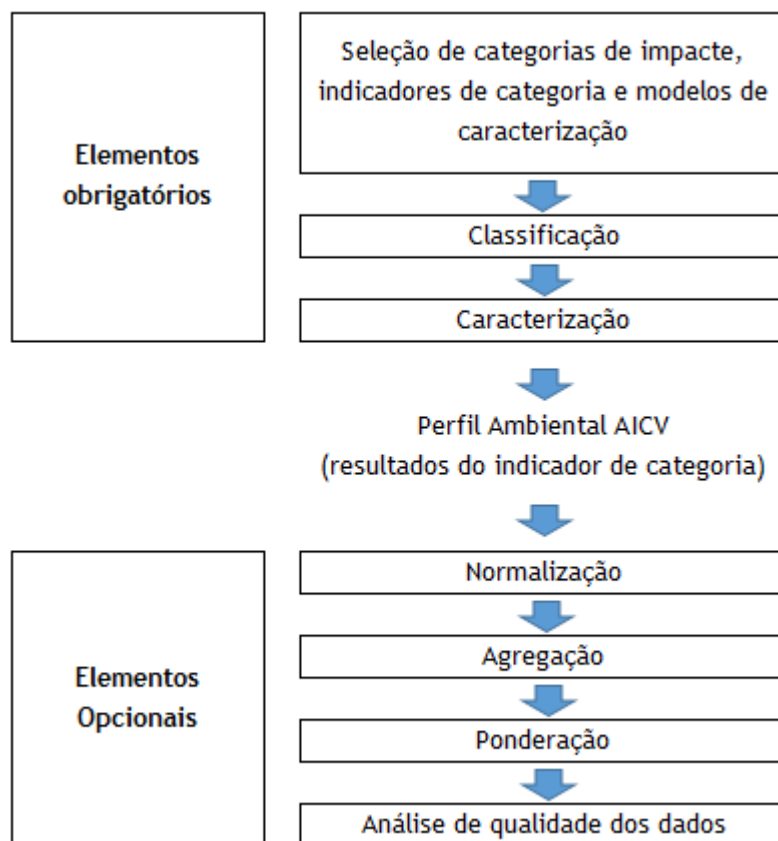 Elementos
obrigatórios
Seleção de categorias de impacte,
indicadores de categoria e modelos de
caracterização
Classificação
Caracterização
Perfil Ambiental AICV
(resultados do indicador de categoria)
Elementos
Opcionais
Normalização
Agregação
Ponderação
Análise de qualidade dos dados